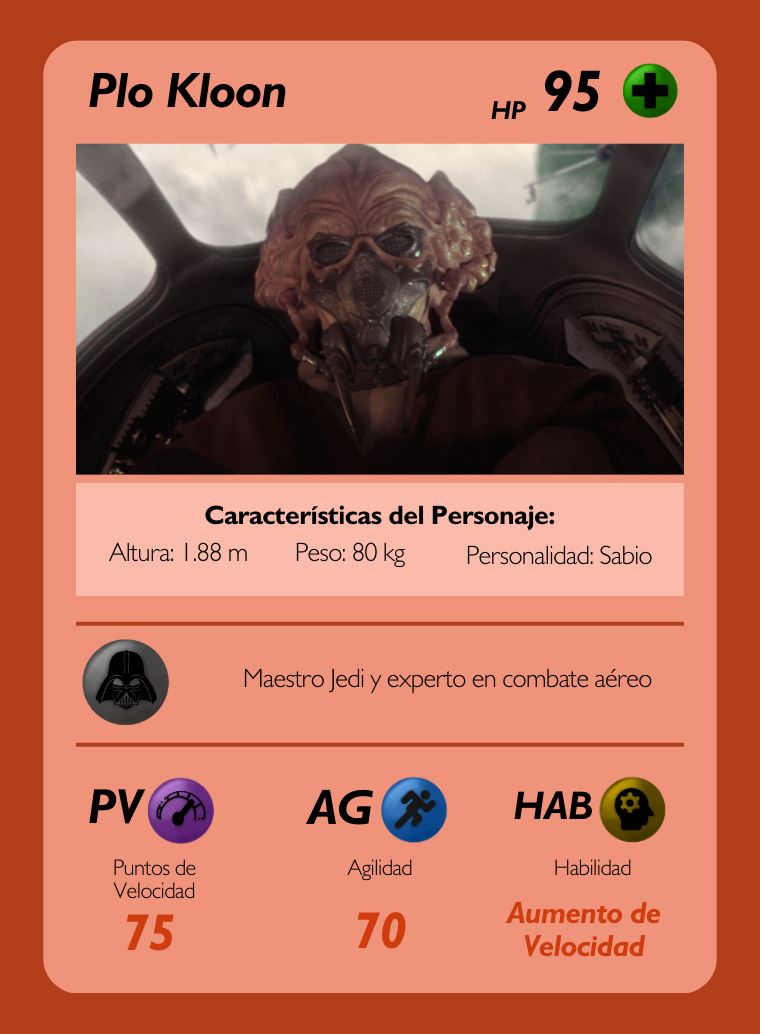 Plo Kloon
HP 95
Características del Personaje:
Altura: 1.88 m Peso: 80 kg Personalidad: Sabio
Maestro Jedi y experto en combate aéreo
PV AG HAB
Puntos de Velocidad
Agilidad
Habilidad
75
70
Aumento de
Velocidad